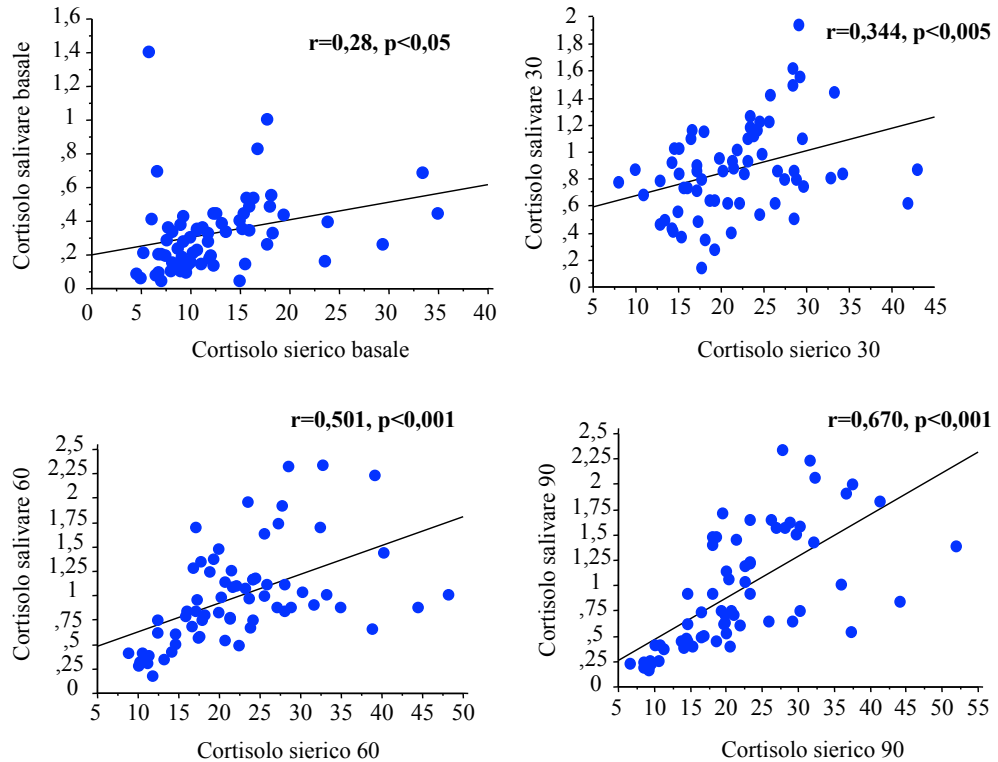 r=0,28, p<0,05
Cortisolo salivare basale
1,6
1,4
1,2
1
,8
,6
,4
,2
0
0 5 10 15 20 25 30 35 40
Cortisolo sierico basale
r=0,344, p<0,005
Cortisolo salivare 30
2
1,8
1,6
1,4
1,2
1
,8
,6
,4
,2
0
5 10 15 20 25 30 35 40 45
Cortisolo sierico 30
r=0,501, p<0,001
Cortisolo salivare 60
2,5
2,25
2
1,75
1,5
1,25
1
,75
,5
,25
0
5 10 15 20 25 30 35 40 45 50
Cortisolo sierico 60
r=0,670, p<0,001
Cortisolo salivare 90
2,5
2,25
2
1,75
1,5
1,25
1
,75
,5
,25
0
5 10 15 20 25 30 35 40 45 50 55
Cortisolo sierico 90